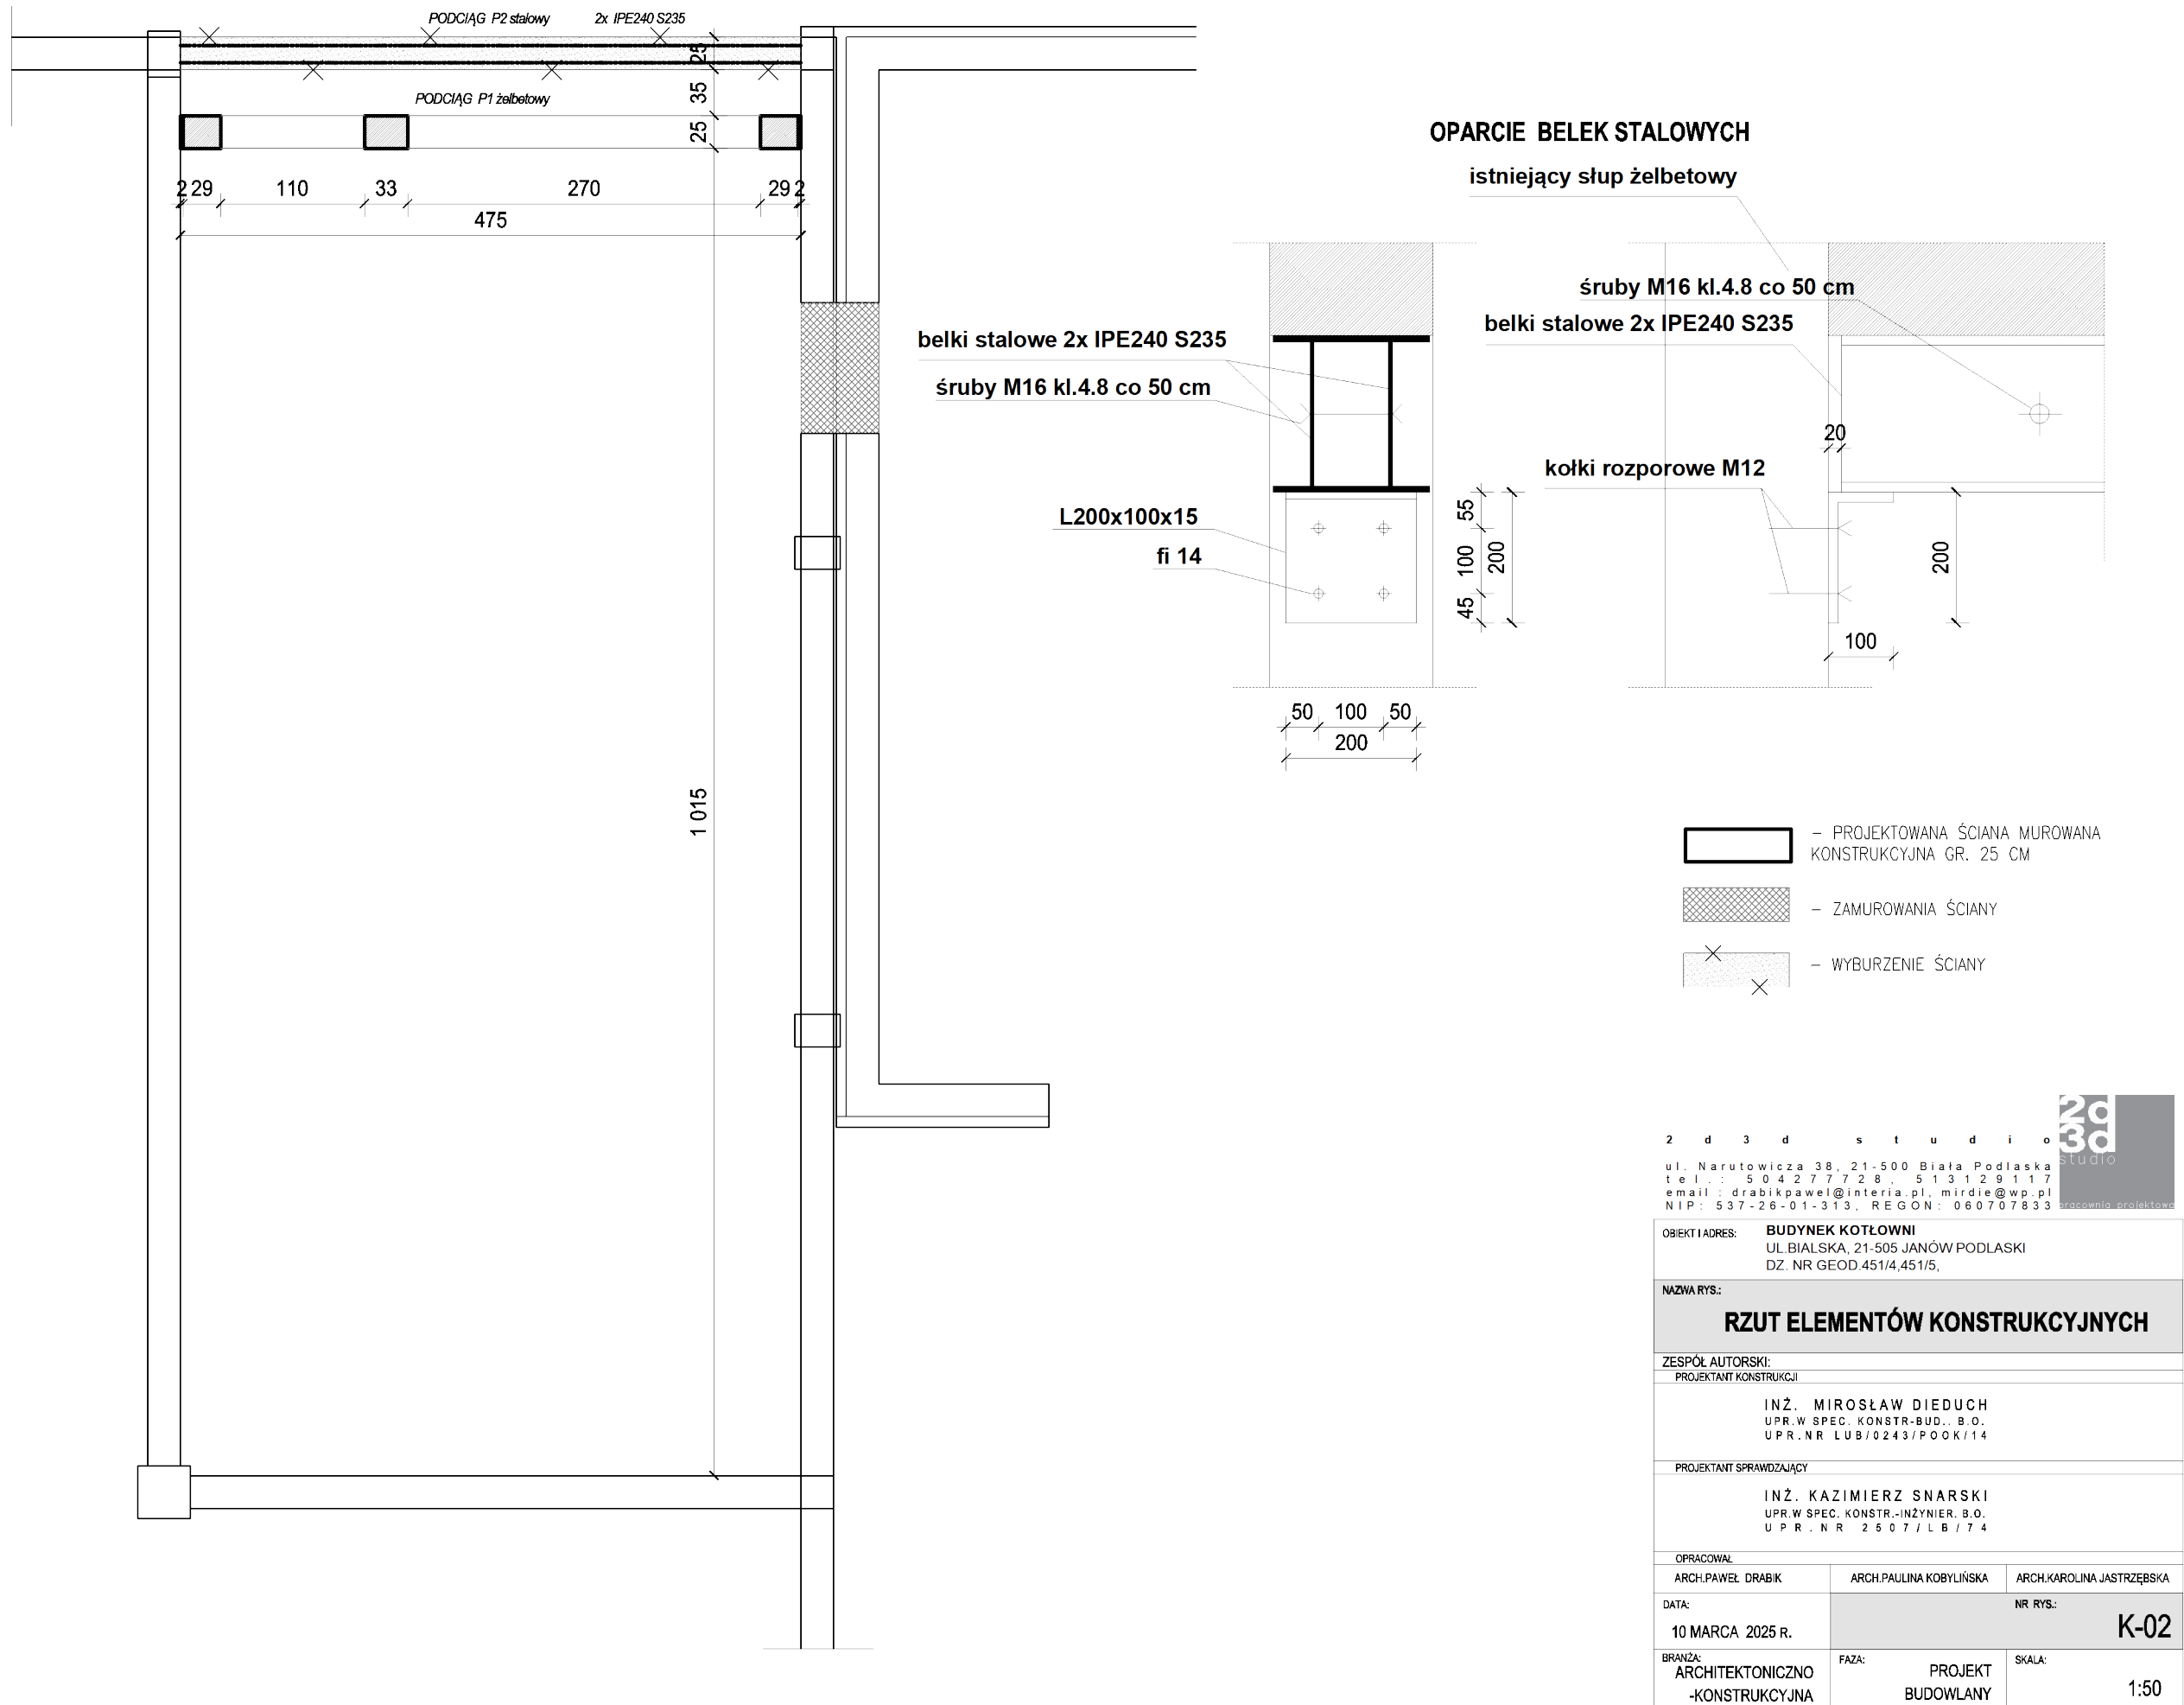 PODCIĄG P2 stalowy 2x IPE240 S235
25
35
PODCIĄG P1 żelbetowy
25
2 29 110 33 270 29 2
475
1 015
OPARCIE BELEK STALOWYCH
istniejący słup żelbetowy
śruby M16 kl.4.8 co 50 cm
belki stalowe 2x IPE240 S235
belki stalowe 2x IPE240 S235
śruby M16 kl.4.8 co 50 cm
20
kołki rozporowe M12
L200x100x15
fi 14
55
100
45
200
200
100
50 100 50
200
– PROJEKTOWANA ŚCIANA MUROWANA
KONSTRUKCYJNA GR. 25 CM
– ZAMUROWANIA ŚCIANY
– WYBURZENIE ŚCIANY
2d3d studio
ul. Narutowicza 38, 21-500 Biała Podlaska
tel.: 504277728, 513129117
email : drabikpawel@interia.pl, mirdie@wp.pl
NIP: 537-26-01-313, REGON: 060707833
2d
3d
studio
pracownia projektowa
OBIEKT I ADRES: BUDYNEK KOTŁOWNI
UL.BIALSKA, 21-505 JANÓW PODLASKI
DZ. NR GEOD.451/4,451/5,
NAZWA RYS.:
RZUT ELEMENTÓW KONSTRUKCYJNYCH
ZESPÓŁ AUTORSKI:
PROJEKTANT KONSTRUKCJI
INŻ. MIROSŁAW DIEDUCH
UPR.W SPEC. KONSTR-BUD.. B.O.
UPR.NR LUB/0243/POOK/14
PROJEKTANT SPRAWDZAJĄCY
INŻ. KAZIMIERZ SNARSKI
UPR.W SPEC. KONSTR.-INŻYNIER. B.O.
UPR.NR 2507/LB/74
OPRACOWAŁ
ARCH.PAWEŁ DRABIK ARCH.PAULINA KOBYLIŃSKA ARCH.KAROLINA JASTRZĘBSKA
DATA: NR RYS.:
10 MARCA 2025 R. K-02
BRANŻA: FAZA: SKALA:
ARCHITEKTONICZNO PROJEKT
-KONSTRUKCYJNA BUDOWLANY 1:50